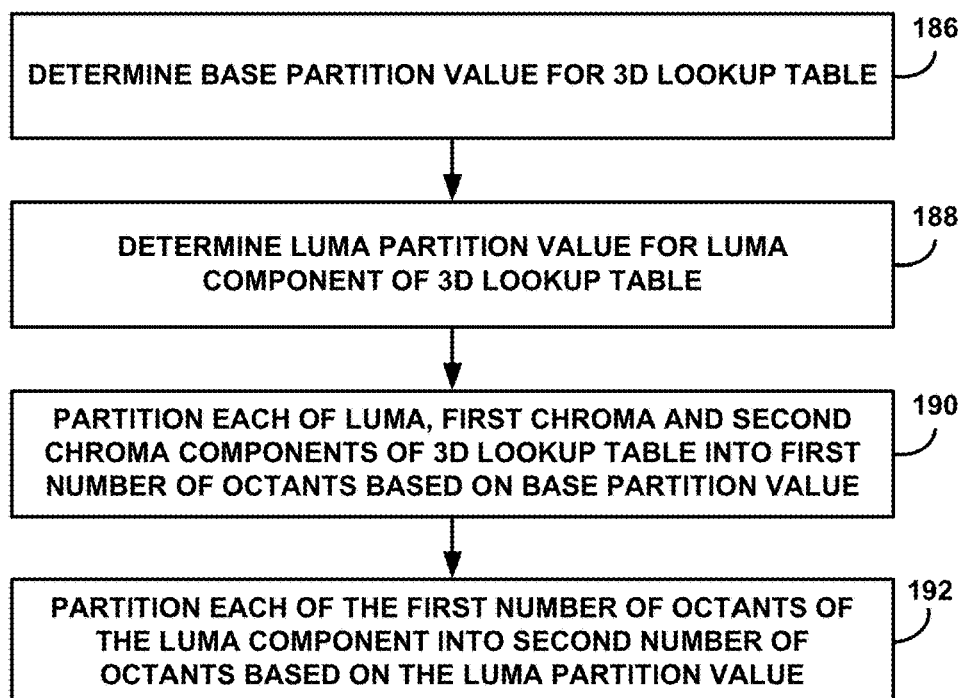 186
DETERMINE BASE PARTITION VALUE FOR 3D LOOKUP TABLE
188
DETERMINE LUMA PARTITION VALUE FOR LUMA
COMPONENT OF 3D LOOKUP TABLE
190
PARTITION EACH OF LUMA, FIRST CHROMA AND SECOND
CHROMA COMPONENTS OF 3D LOOKUP TABLE INTO FIRST
NUMBER OF OCTANTS BASED ON BASE PARTITION VALUE
192
PARTITION EACH OF THE FIRST NUMBER OF OCTANTS OF
THE LUMA COMPONENT INTO SECOND NUMBER OF
OCTANTS BASED ON THE LUMA PARTITION VALUE